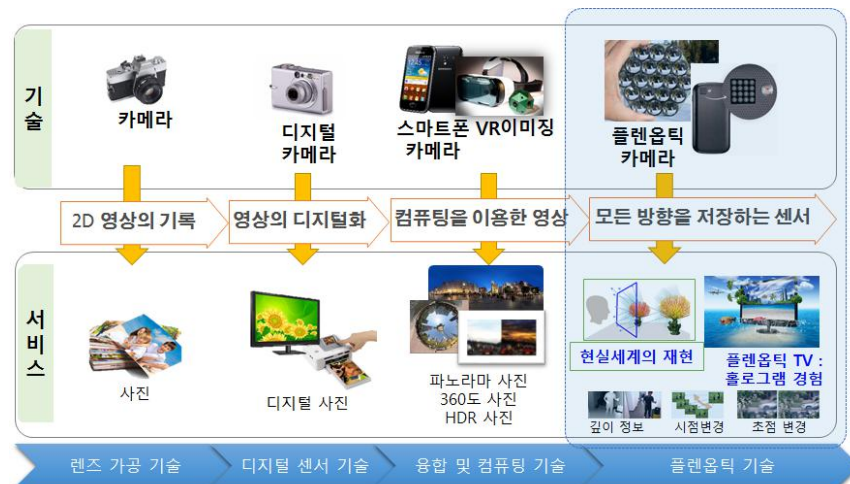 기
술
카메라
디지털
카메라
스마트폰 VR이미징
카메라
플렌옵틱
카메라
2D 영상의 기록
영상의 디지털화
컴퓨팅을 이용한 영상
모든 방향을 저장하는 센서
서
비
스
사진
디지털 사진
파노라마 사진
360도 사진
HDR 사진
현실세계의 재현
플렌옵틱 TV :
홀로그램 경험
깊이 정보
시점변경
초점 변경
렌즈 가공 기술
디지털 센서 기술
융합 및 컴퓨팅 기술
플렌옵틱 기술